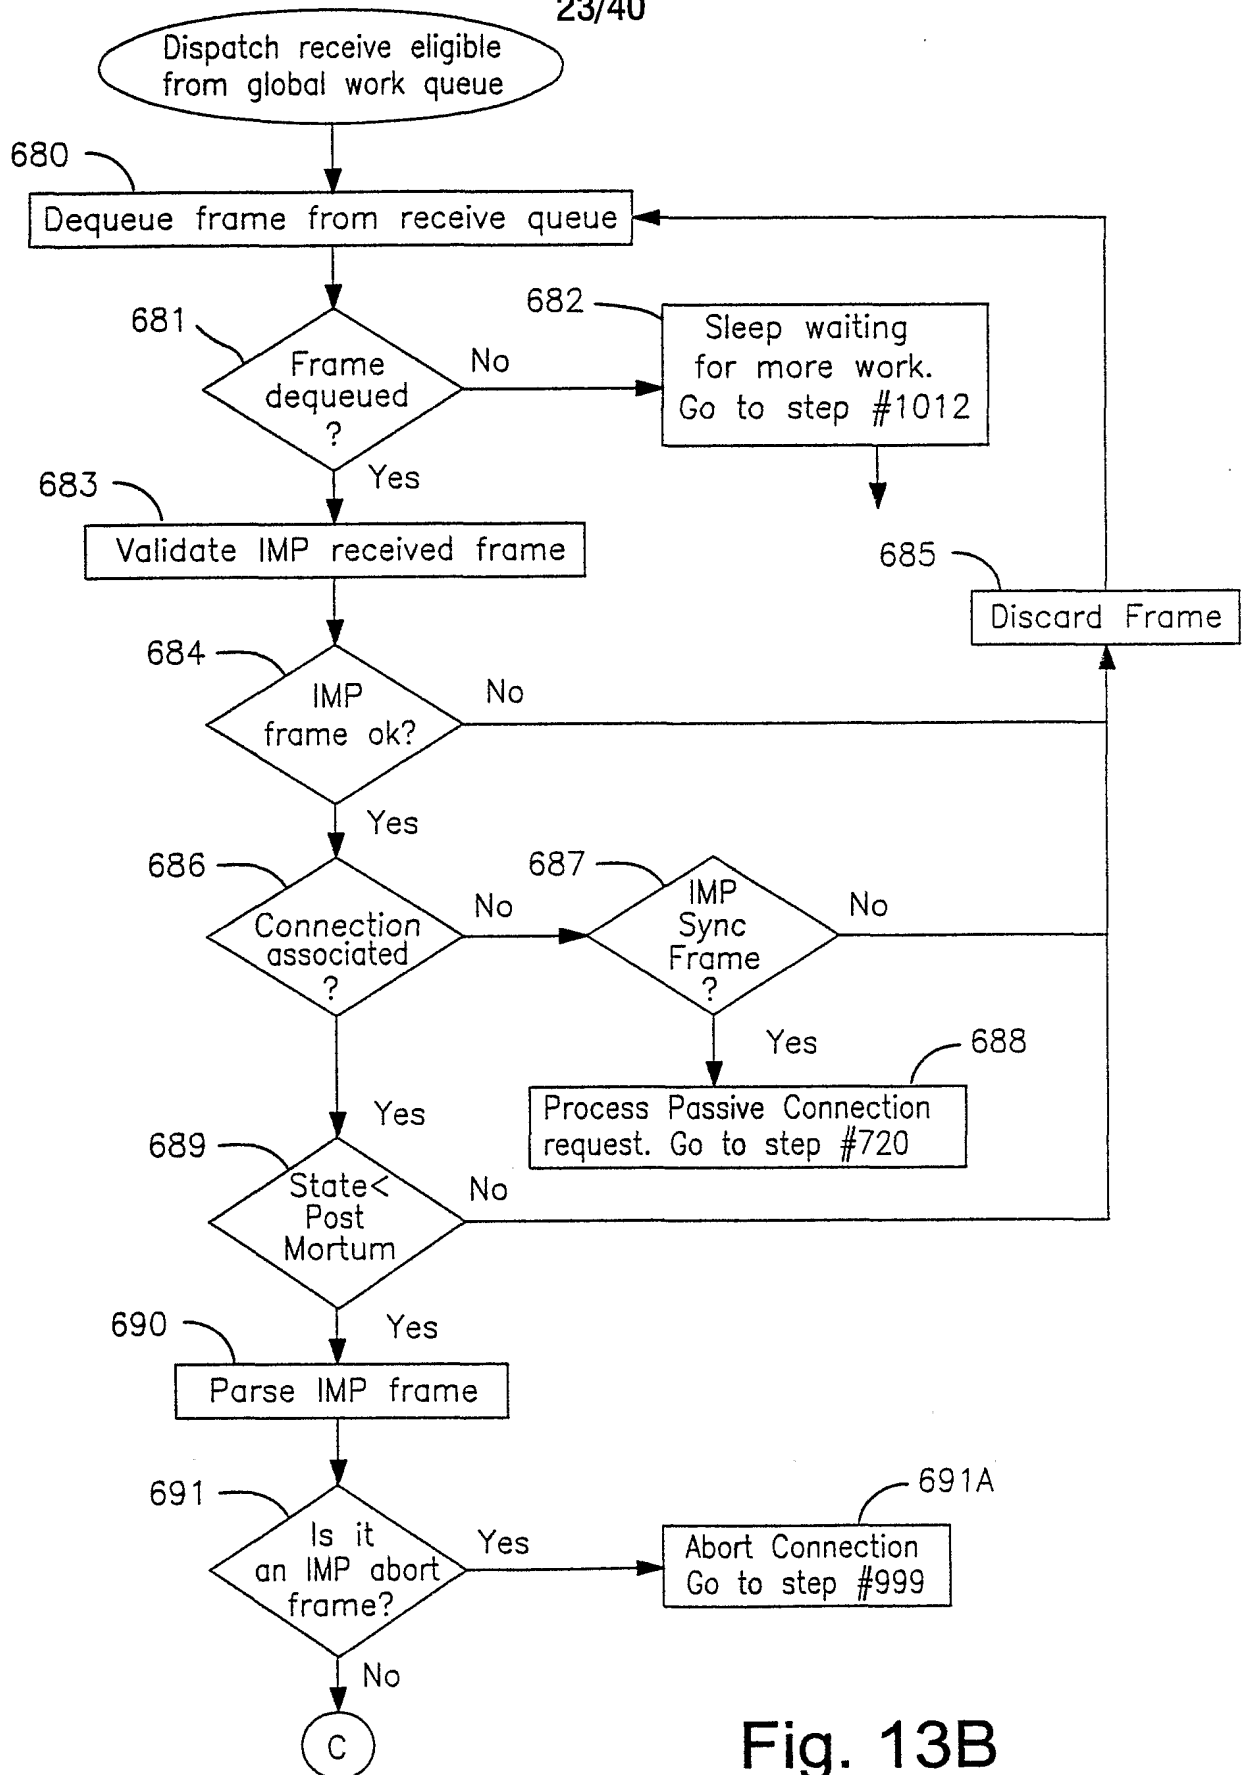 23/40
Dispatch receive eligible
from global work queue
680
Dequeue frame from receive queue
681
Frame
dequeued
?
No
682
Sleep waiting
for more work.
Go to step #1012
Yes
683
Validate IMP received frame
685
Discard Frame
684
IMP
frame ok?
No
Yes
686
Connection
associated
?
No
687
IMP
Sync
Frame
?
No
Yes
688
Process Passive Connection
request. Go to step #720
Yes
689
State<
Post
Mortum
No
Yes
690
Parse IMP frame
691
Is it
an IMP abort
frame?
Yes
691A
Abort Connection
Go to step #999
No
C
Fig. 13B